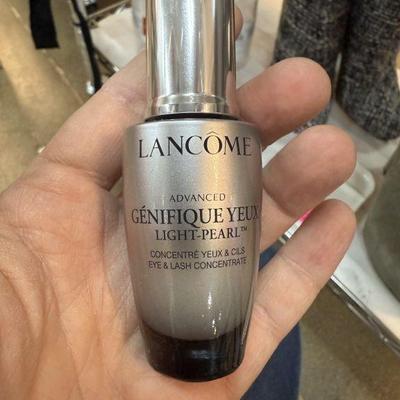 LANCÔME
ADVANCED
GÉNIFIQUE YEUX
LIGHT-PEARL™
CONCENTRÉ YEUX & CILS
EYE & LASH CONCENTRATE